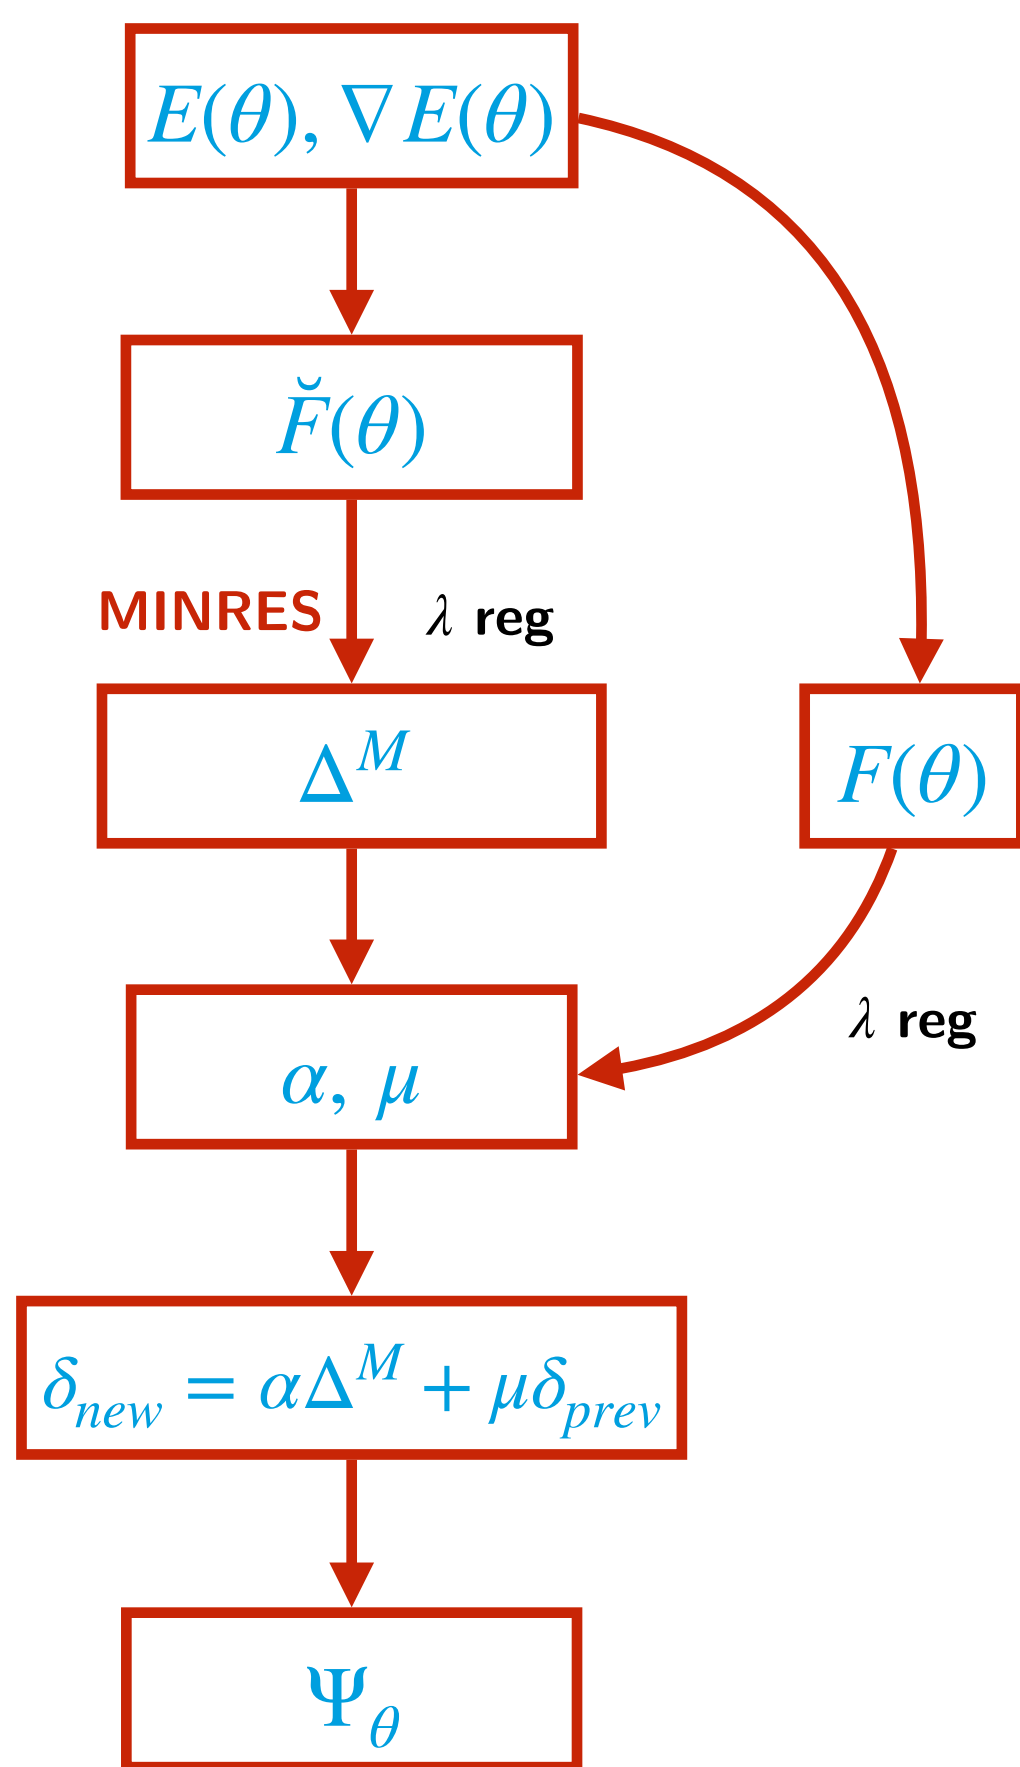 E(θ), ∇E(θ)
F̆(θ)
MINRES
λ reg
Δ^M
F(θ)
λ reg
α, μ
δ_new = αΔ^M + μδ_prev
Ψ_θ